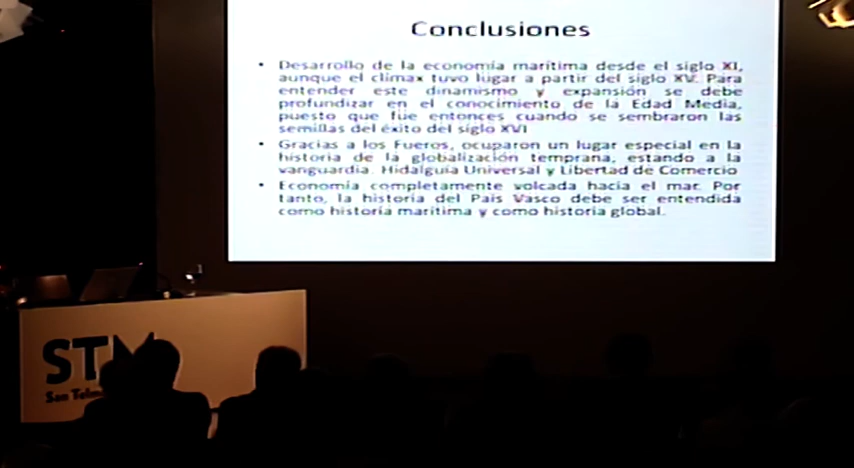 Conclusiones
• Desarrollo de la economía marítima desde el siglo XI,
aunque el clímax tuvo lugar a partir del siglo XV. Para
entender este dinamismo y expansión se debe
profundizar en el conocimiento de la Edad Media,
puesto que fue entonces cuando se sembraron las
semillas del éxito del siglo XVI
• Gracias a los Fueros, ocuparon un lugar especial en la
historia de la globalización temprana, estando a la
vanguardia. Hidalguía Universal y Libertad de Comercio
• Economía completamente volcada hacia el mar. Por
tanto, la historia del País Vasco debe ser entendida
como historia marítima y como historia global.
ST
San